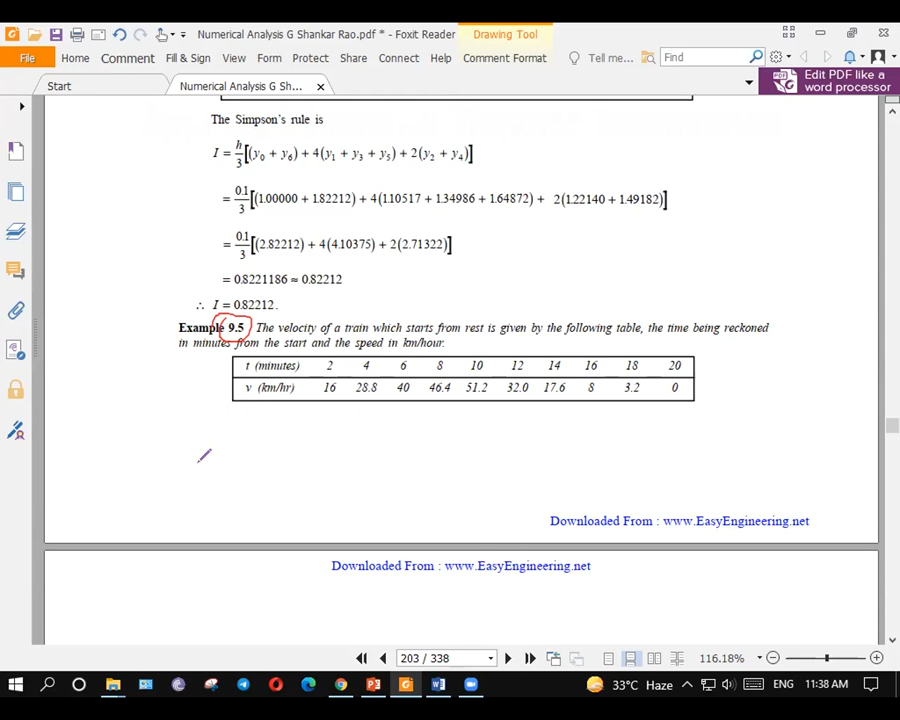 Numerical Analysis G Shankar Rao.pdf * - Foxit Reader
Drawing Tool
File Home Comment Fill & Sign View Form Protect Share Connect Help Tell me... Find Comment Format
Start Numerical Analysis G Sh... Edit PDF like a word processor
The Simpson's rule is
I = h/3 [(y₀ + y₆) + 4(y₁ + y₃ + y₅) + 2(y₂ + y₄)]
= 0.1/3 [(1.00000 + 1.82212) + 4(1.10517 + 1.34986 + 1.64872) + 2(1.22140 + 1.49182)]
= 0.1/3 [(2.82212) + 4(4.10375) + 2(2.71322)]
= 0.8221186 ≈ 0.82212
∴ I = 0.82212.
Example 9.5 The velocity of a train which starts from rest is given by the following table, the time being reckoned
in minutes from the start and the speed in km/hour.
t (minutes) 2 4 6 8 10 12 14 16 18 20
v (km/hr) 16 28.8 40 46.4 51.2 32.0 17.6 8 3.2 0
Downloaded From : www.EasyEngineering.net
Downloaded From : www.EasyEngineering.net
203 / 338 116.18%
33°C Haze ENG 11:38 AM